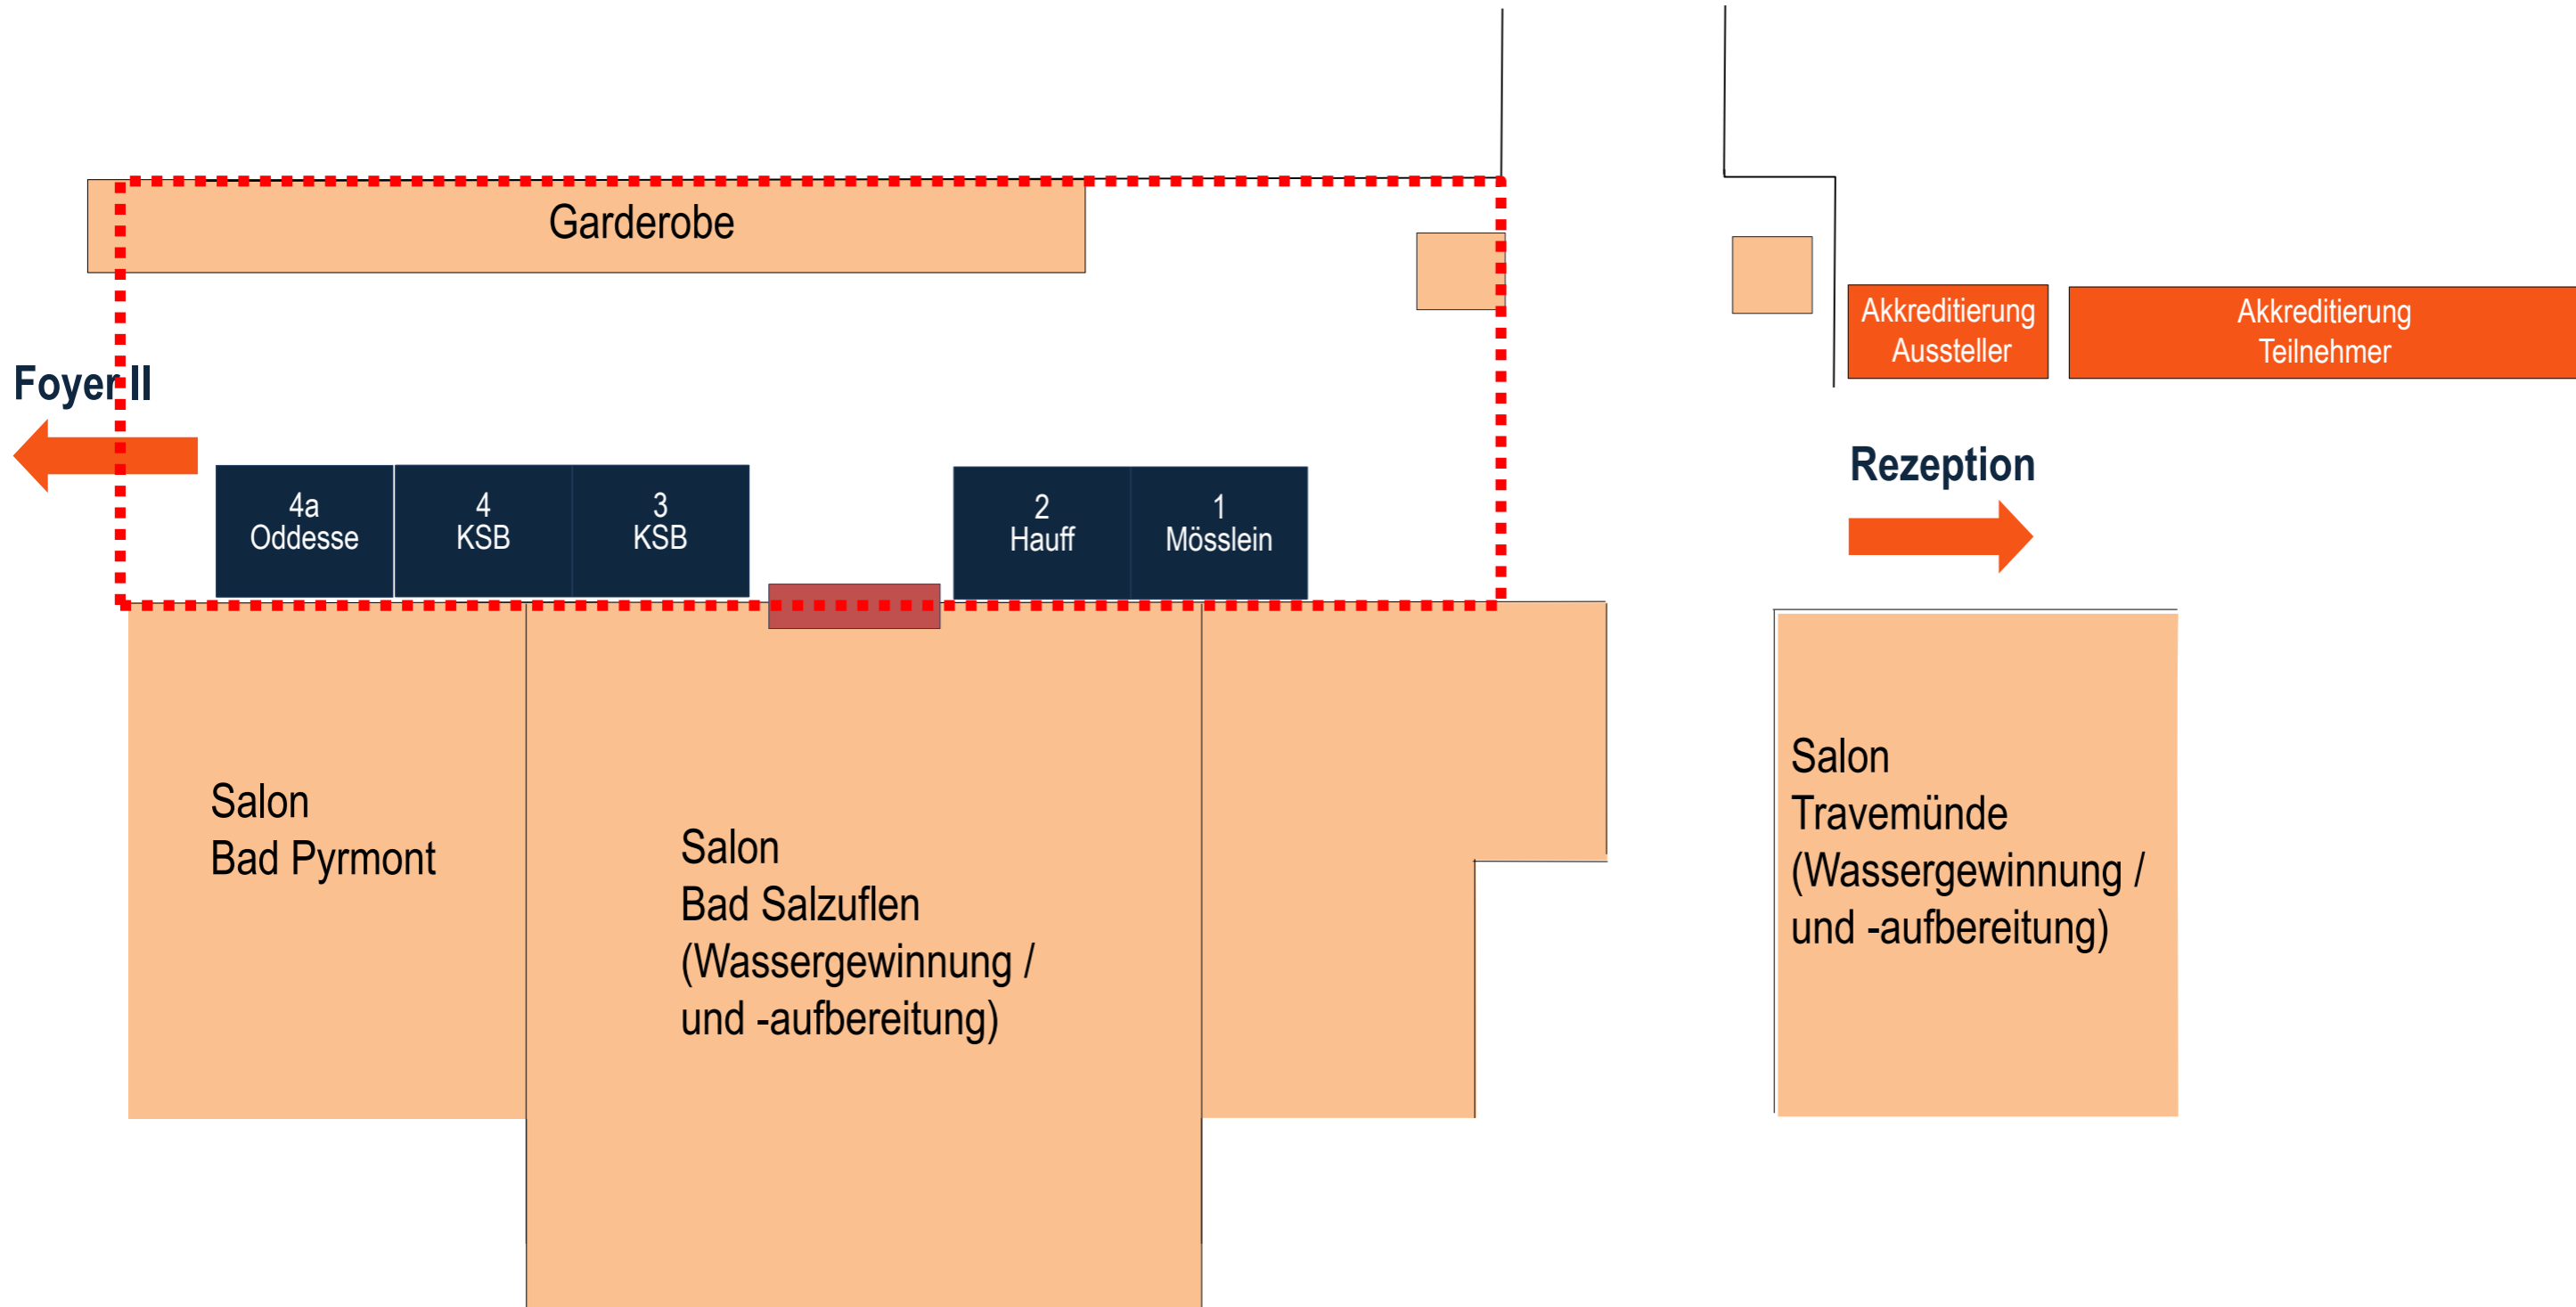 Garderobe
Akkreditierung
Aussteller
Akkreditierung
Teilnehmer
Foyer II
Rezeption
4a
Oddesse
4
KSB
3
KSB
2
Hauff
1
Mösslein
Salon
Bad Pyrmont
Salon
Bad Salzuflen
(Wassergewinnung /
und -aufbereitung)
Salon
Travemünde
(Wassergewinnung /
und -aufbereitung)